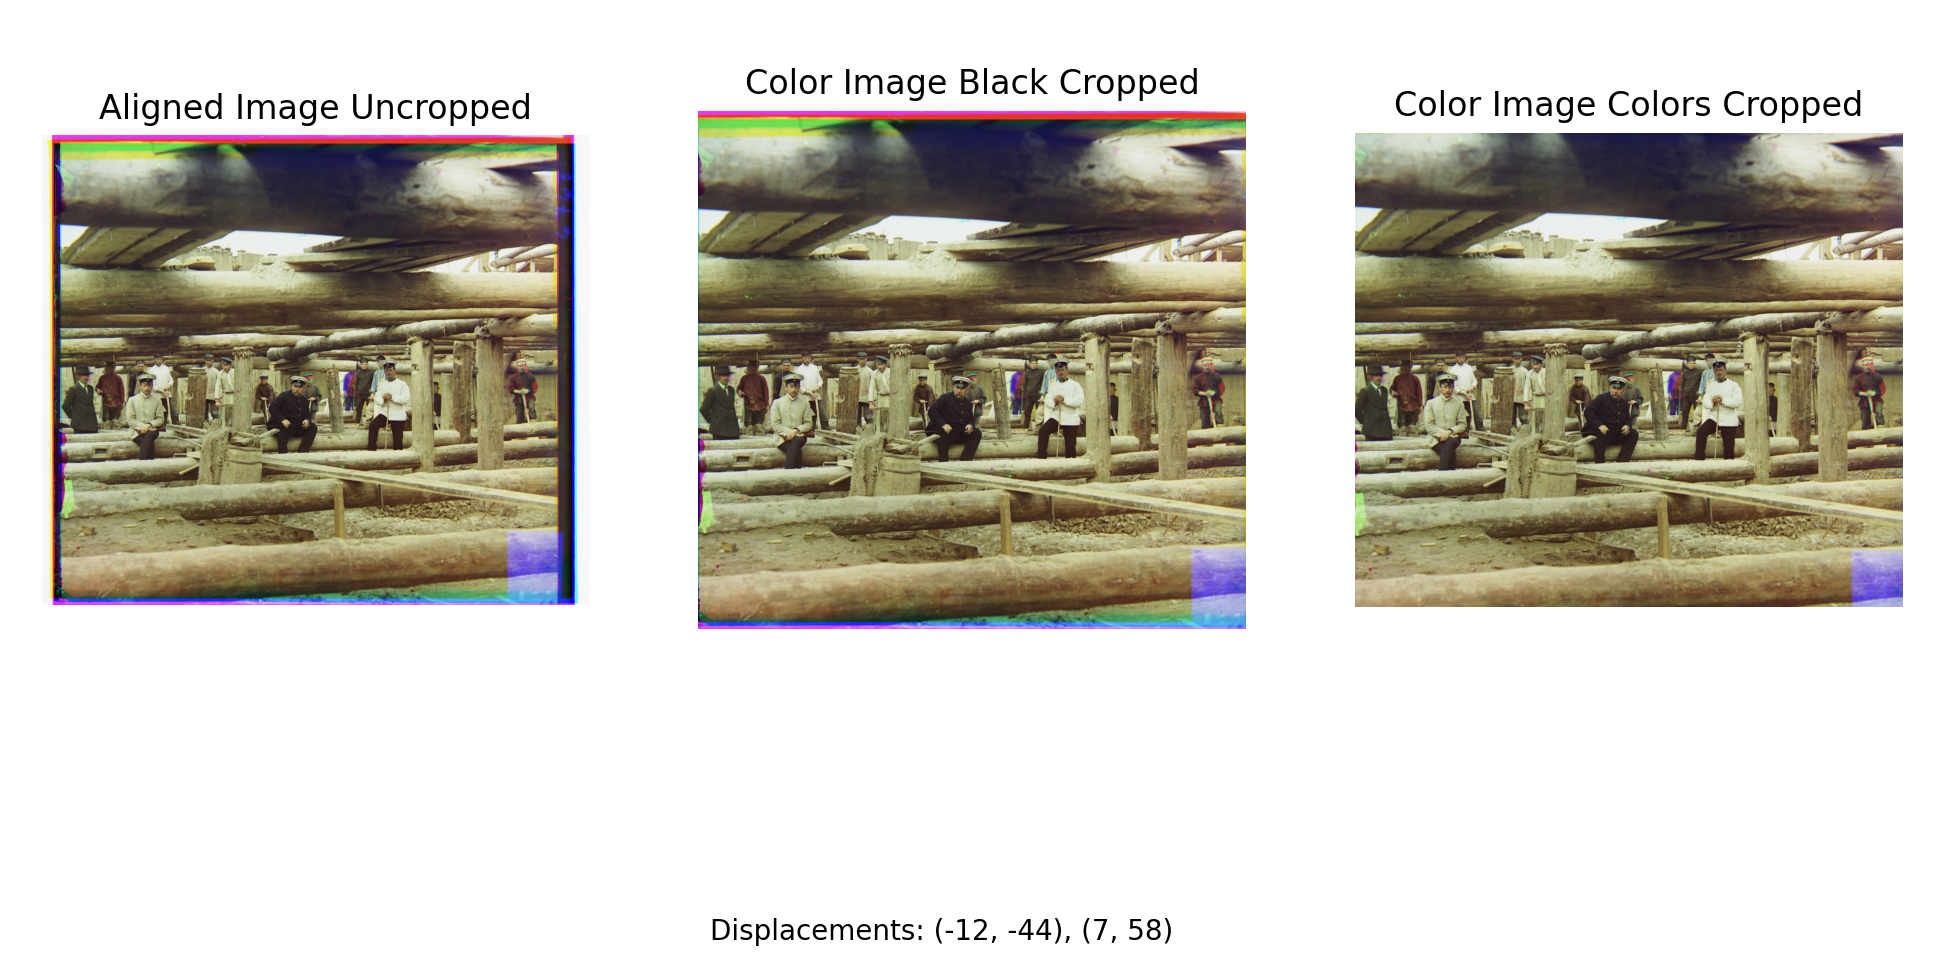 Aligned Image Uncropped
Color Image Black Cropped
Color Image Colors Cropped
Displacements: (-12, -44), (7, 58)